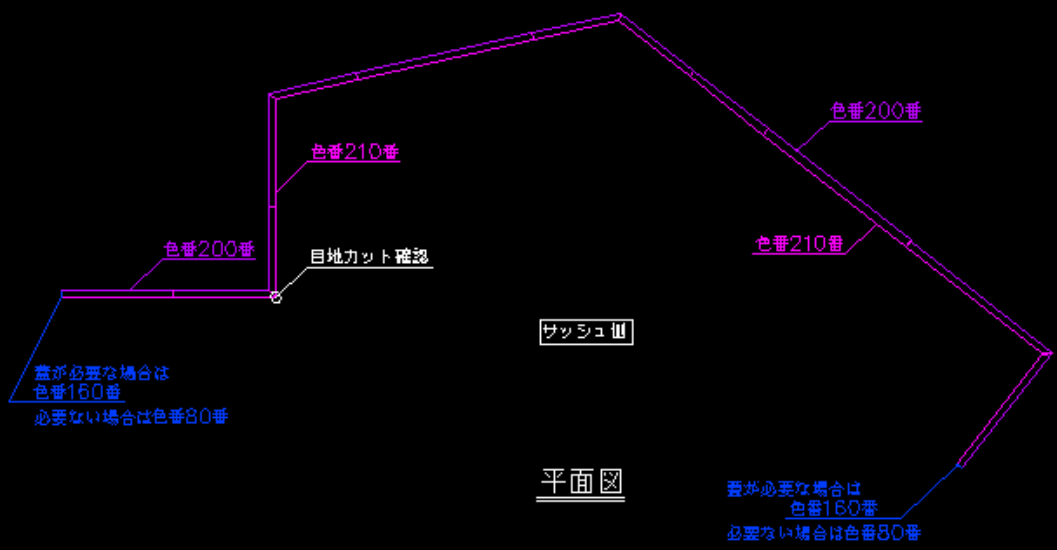 色番200番
色番210番
色番200番
目地カット確認
色番210番
サッシュ側
蓋が必要な場合は
色番160番
必要ない場合は色番80番
平面図
蓋が必要な場合は
色番160番
必要ない場合は色番80番